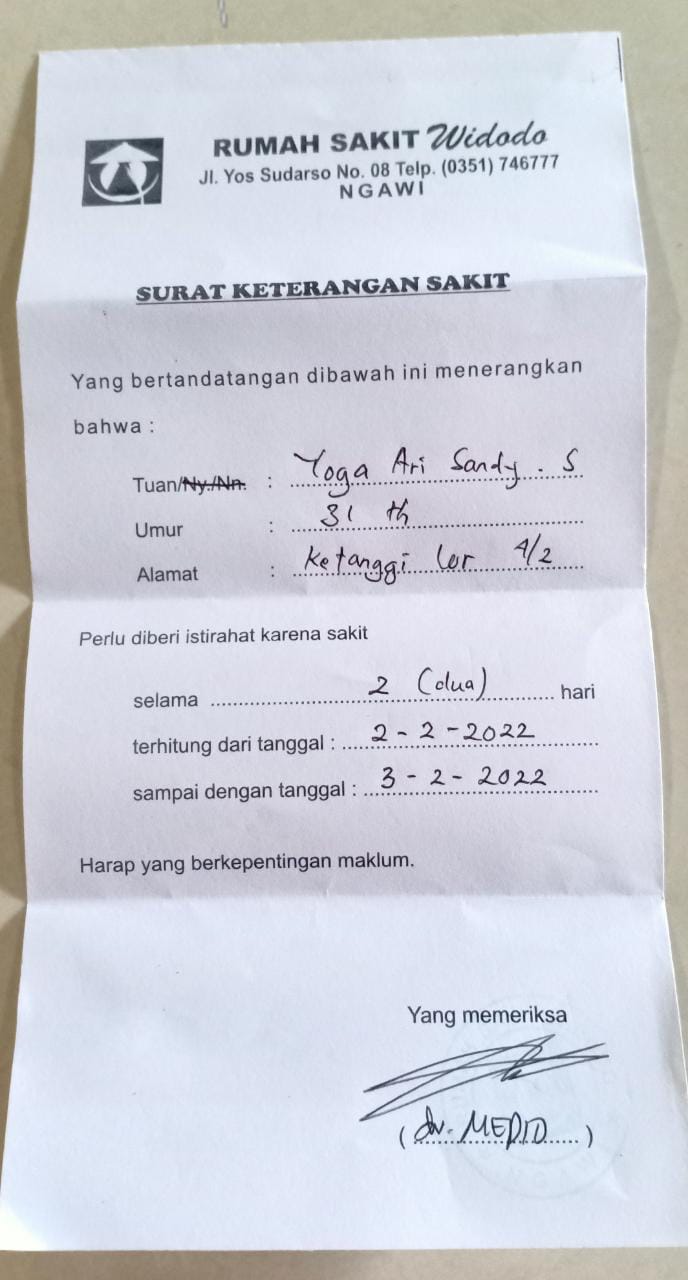 RUMAH SAKIT Widodo
Jl. Yos Sudarso No. 08 Telp. (0351) 746777
NGAWI
SURAT KETERANGAN SAKIT
Yang bertandatangan dibawah ini menerangkan
bahwa :
Tuan/Ny./Nn. : Yoga Ari Sandy . S
Umur : 31 th
Alamat : Ketanggi lor 4/2
Perlu diberi istirahat karena sakit
selama 2 (dua) hari
terhitung dari tanggal : 2 - 2 - 2022
sampai dengan tanggal : 3 - 2 - 2022
Harap yang berkepentingan maklum.
Yang memeriksa
(dr. MEDID)